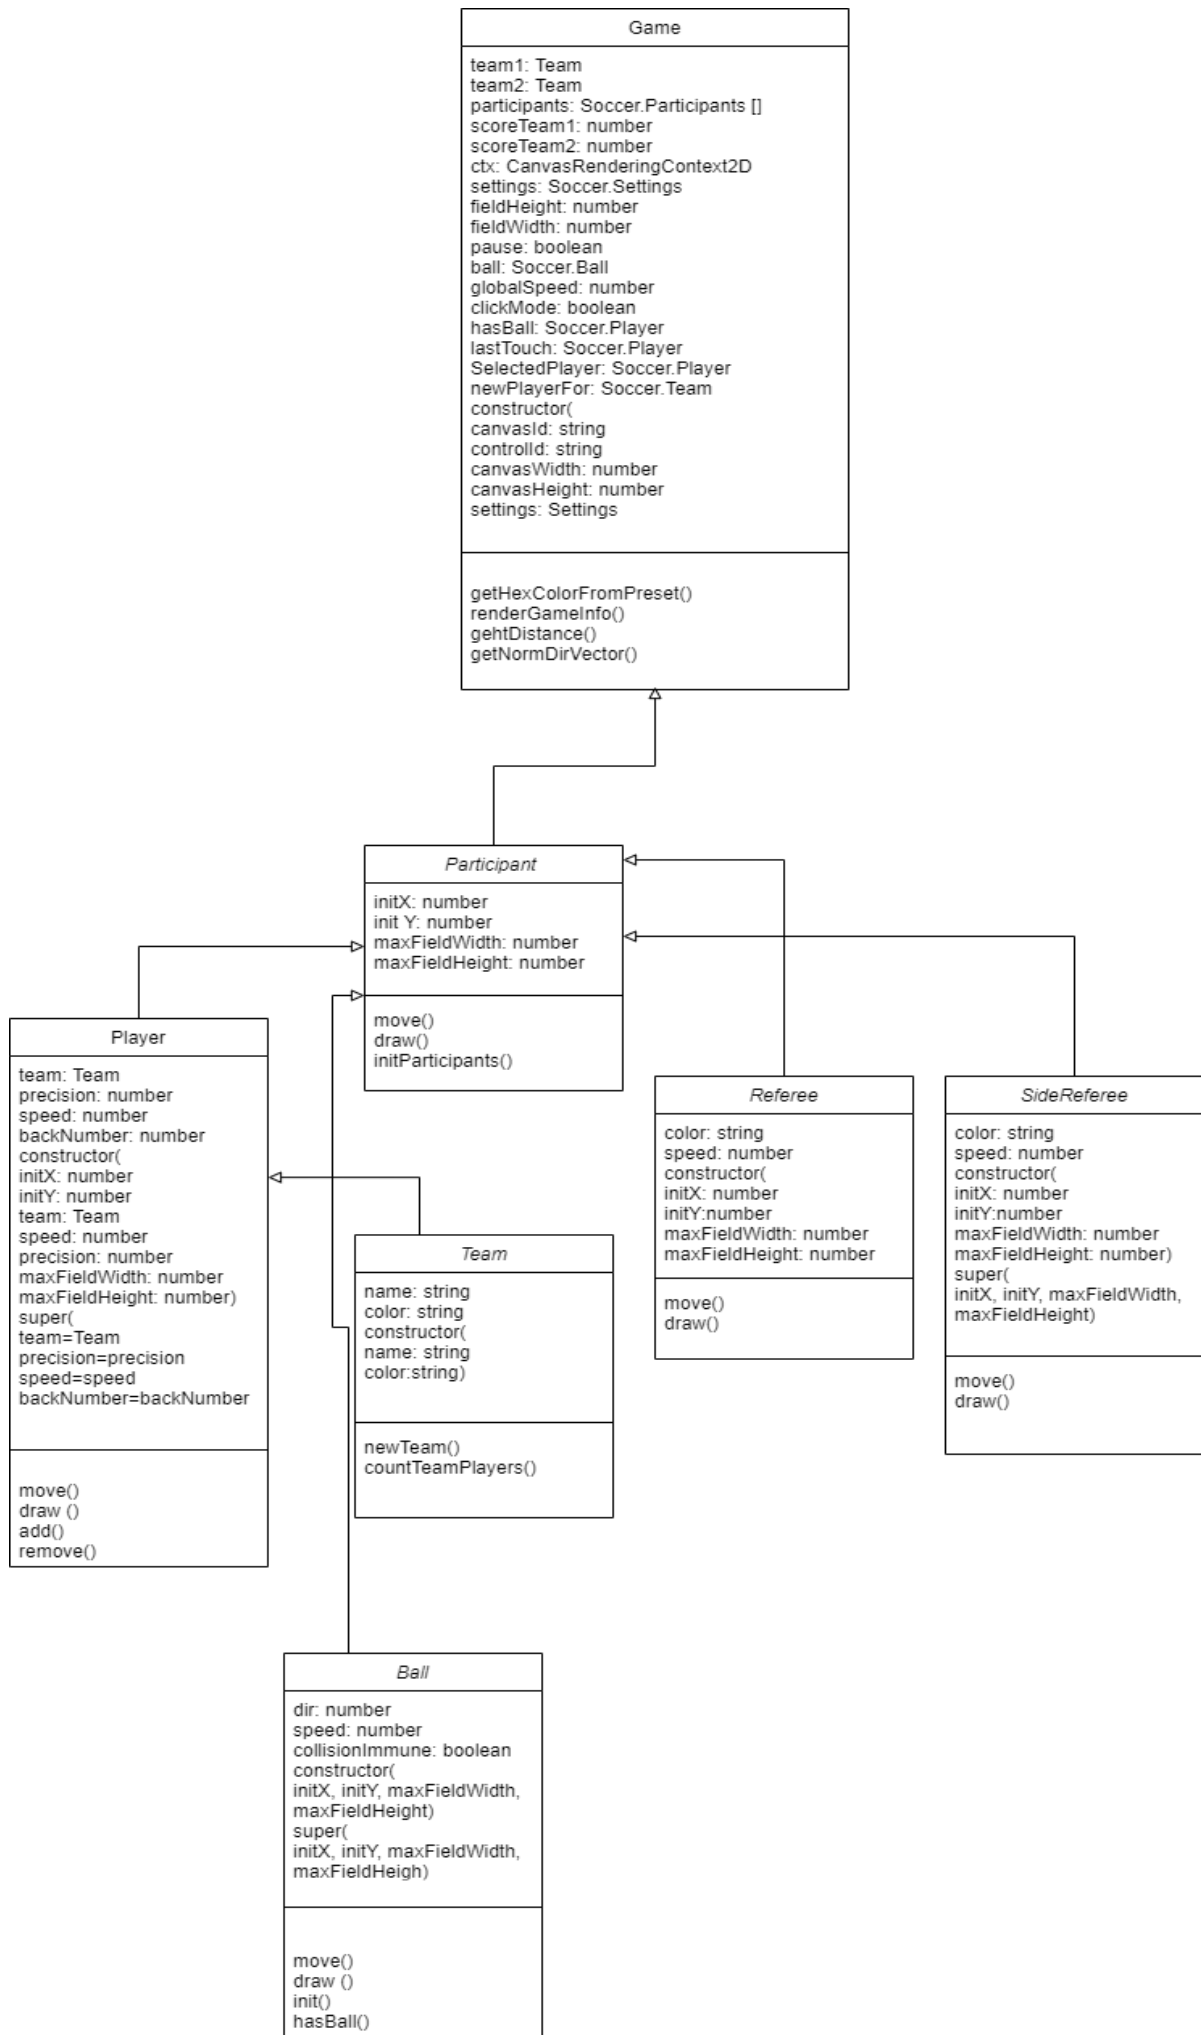 Game
team1: Team
team2: Team
participants: Soccer.Participants []
scoreTeam1: number
scoreTeam2: number
ctx: CanvasRenderingContext2D
settings: Soccer.Settings
fieldHeight: number
fieldWidth: number
pause: boolean
ball: Soccer.Ball
globalSpeed: number
clickMode: boolean
hasBall: Soccer.Player
lastTouch: Soccer.Player
SelectedPlayer: Soccer.Player
newPlayerFor: Soccer.Team
constructor(
canvasId: string
controlId: string
canvasWidth: number
canvasHeight: number
settings: Settings
getHexColorFromPreset()
renderGameInfo()
gehtDistance()
getNormDirVector()
Participant
initX: number
init Y: number
maxFieldWidth: number
maxFieldHeight: number
move()
draw()
initParticipants()
Player
team: Team
precision: number
speed: number
backNumber: number
constructor(
initX: number
initY: number
team: Team
speed: number
precision: number
maxFieldWidth: number
maxFieldHeight: number)
super(
team=Team
precision=precision
speed=speed
backNumber=backNumber
move()
draw ()
add()
remove()
Team
name: string
color: string
constructor(
name: string
color:string)
newTeam()
countTeamPlayers()
Referee
color: string
speed: number
constructor(
initX: number
initY:number
maxFieldWidth: number
maxFieldHeight: number
move()
draw()
SideReferee
color: string
speed: number
constructor(
initX: number
initY:number
maxFieldWidth: number
maxFieldHeight: number)
super(
initX, initY, maxFieldWidth,
maxFieldHeight)
move()
draw()
Ball
dir: number
speed: number
collisionImmune: boolean
constructor(
initX, initY, maxFieldWidth,
maxFieldHeight)
super(
initX, initY, maxFieldWidth,
maxFieldHeigh)
move()
draw ()
init()
hasBall()